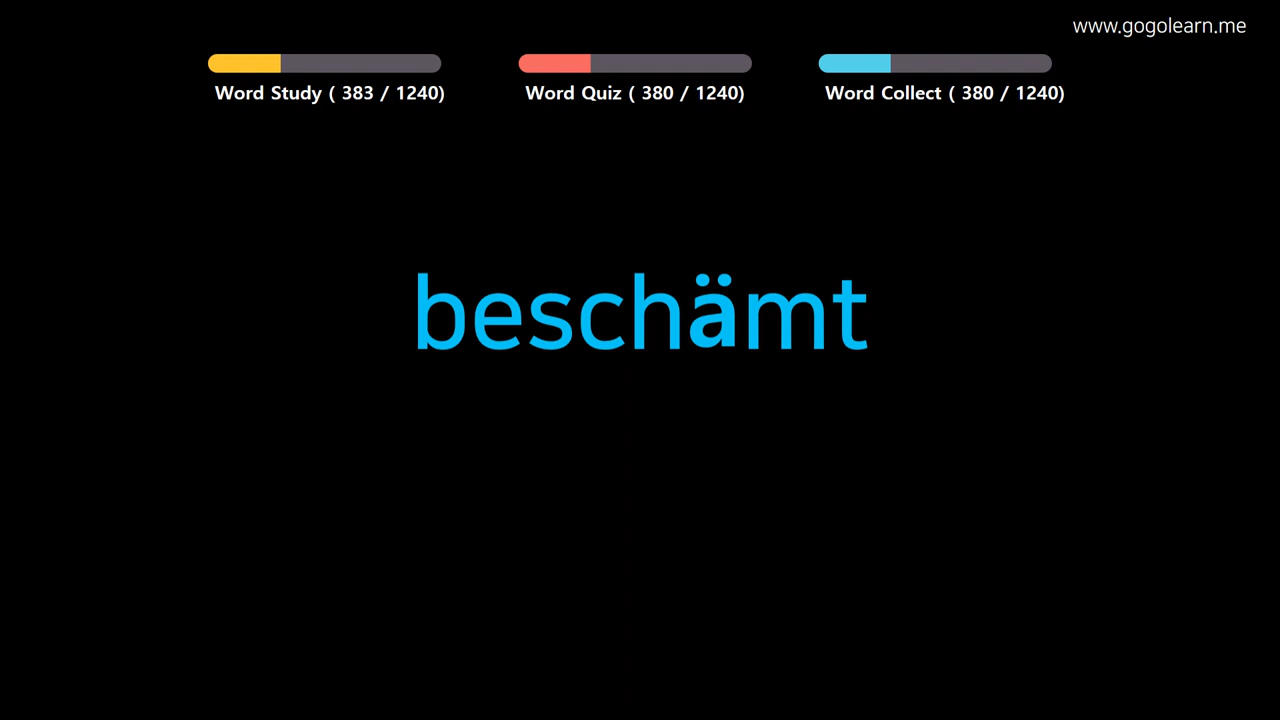 www.gogolearn.me
Word Study ( 383 / 1240)
Word Quiz ( 380 / 1240)
Word Collect ( 380 / 1240)
beschämt